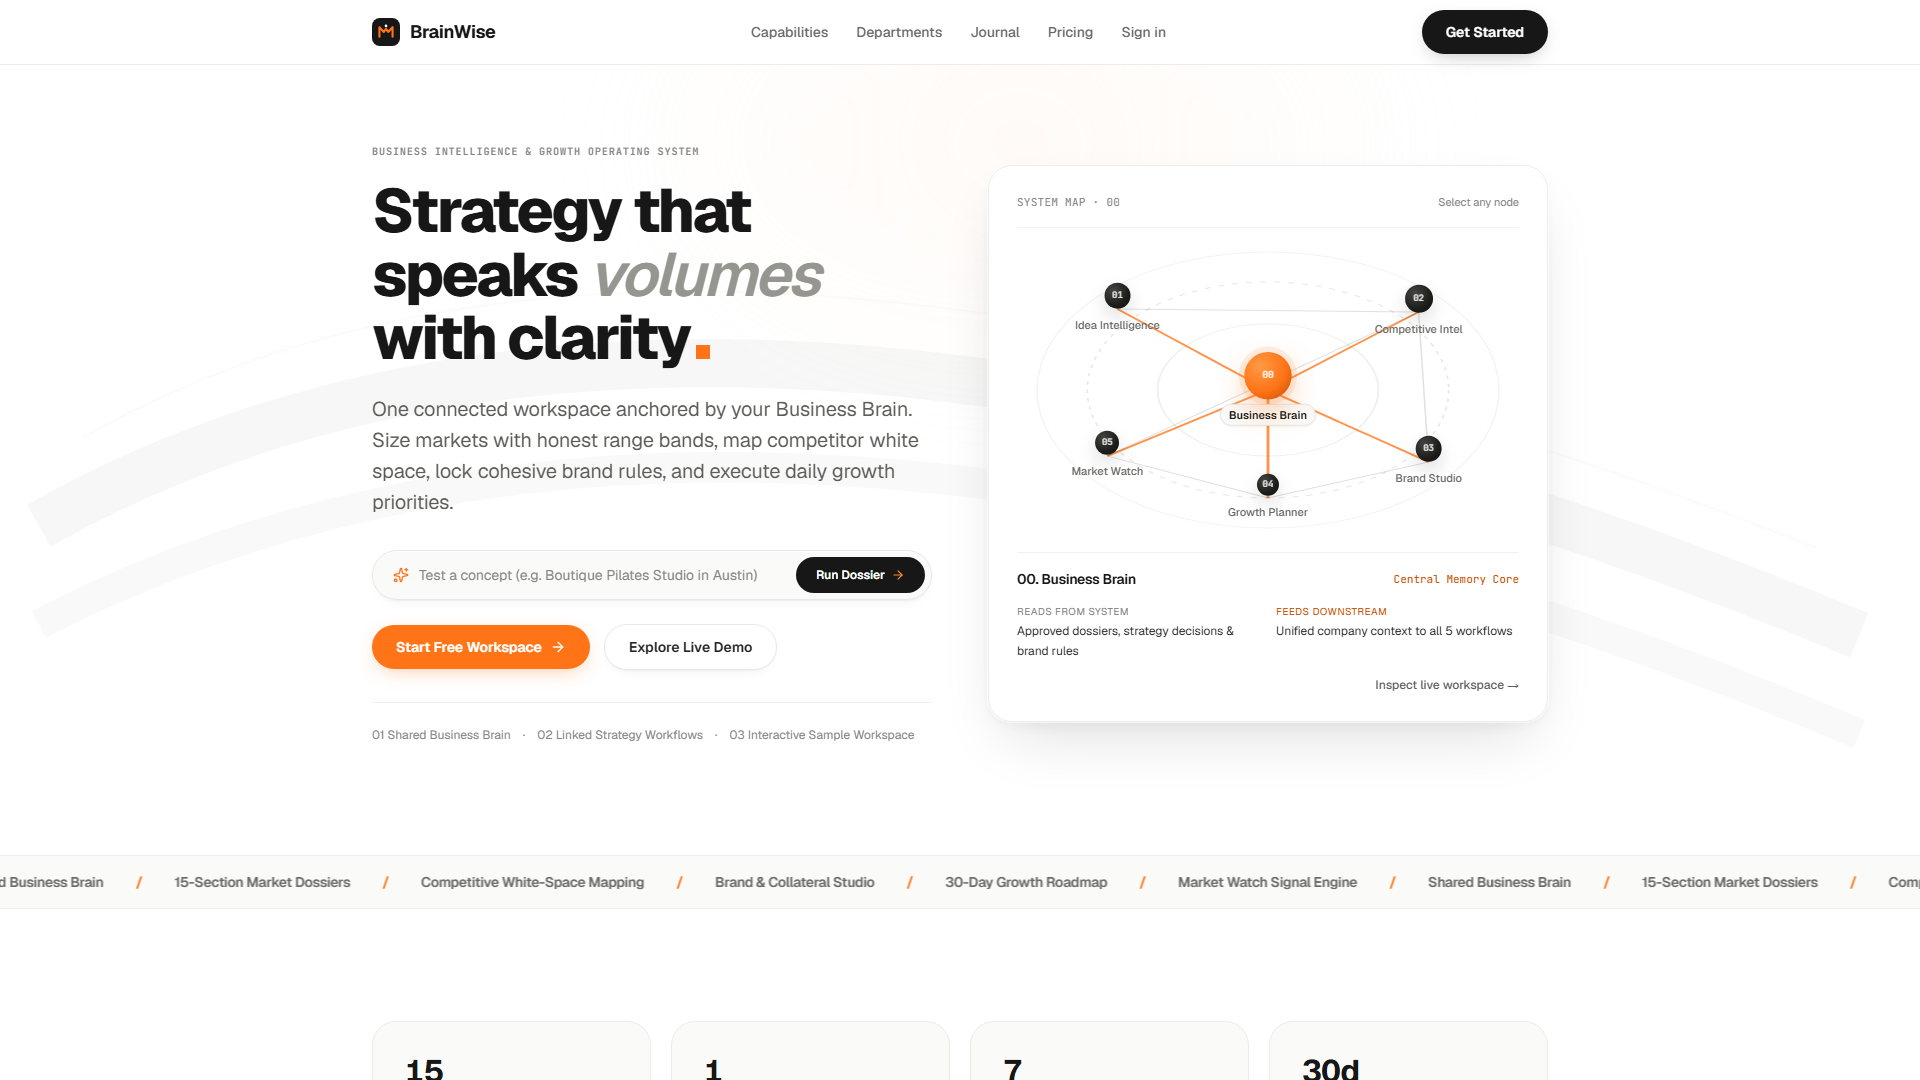 BrainWise
Capabilities
Departments
Journal
Pricing
Sign in
Get Started
BUSINESS INTELLIGENCE & GROWTH OPERATING SYSTEM
Strategy that
speaks volumes
with clarity.
One connected workspace anchored by your Business Brain.
Size markets with honest range bands, map competitor white
space, lock cohesive brand rules, and execute daily growth
priorities.
Test a concept (e.g. Boutique Pilates Studio in Austin)
Run Dossier →
Start Free Workspace →
Explore Live Demo
01 Shared Business Brain · 02 Linked Strategy Workflows · 03 Interactive Sample Workspace
SYSTEM MAP · 00
Select any node
01
Idea Intelligence
02
Competitive Intel
00
Business Brain
05
Market Watch
03
Brand Studio
04
Growth Planner
00. Business Brain
Central Memory Core
READS FROM SYSTEM
Approved dossiers, strategy decisions &
brand rules
FEEDS DOWNSTREAM
Unified company context to all 5 workflows
Inspect live workspace →
d Business Brain / 15-Section Market Dossiers / Competitive White-Space Mapping / Brand & Collateral Studio / 30-Day Growth Roadmap / Market Watch Signal Engine / Shared Business Brain / 15-Section Market Dossiers / Com
15
1
7
30d